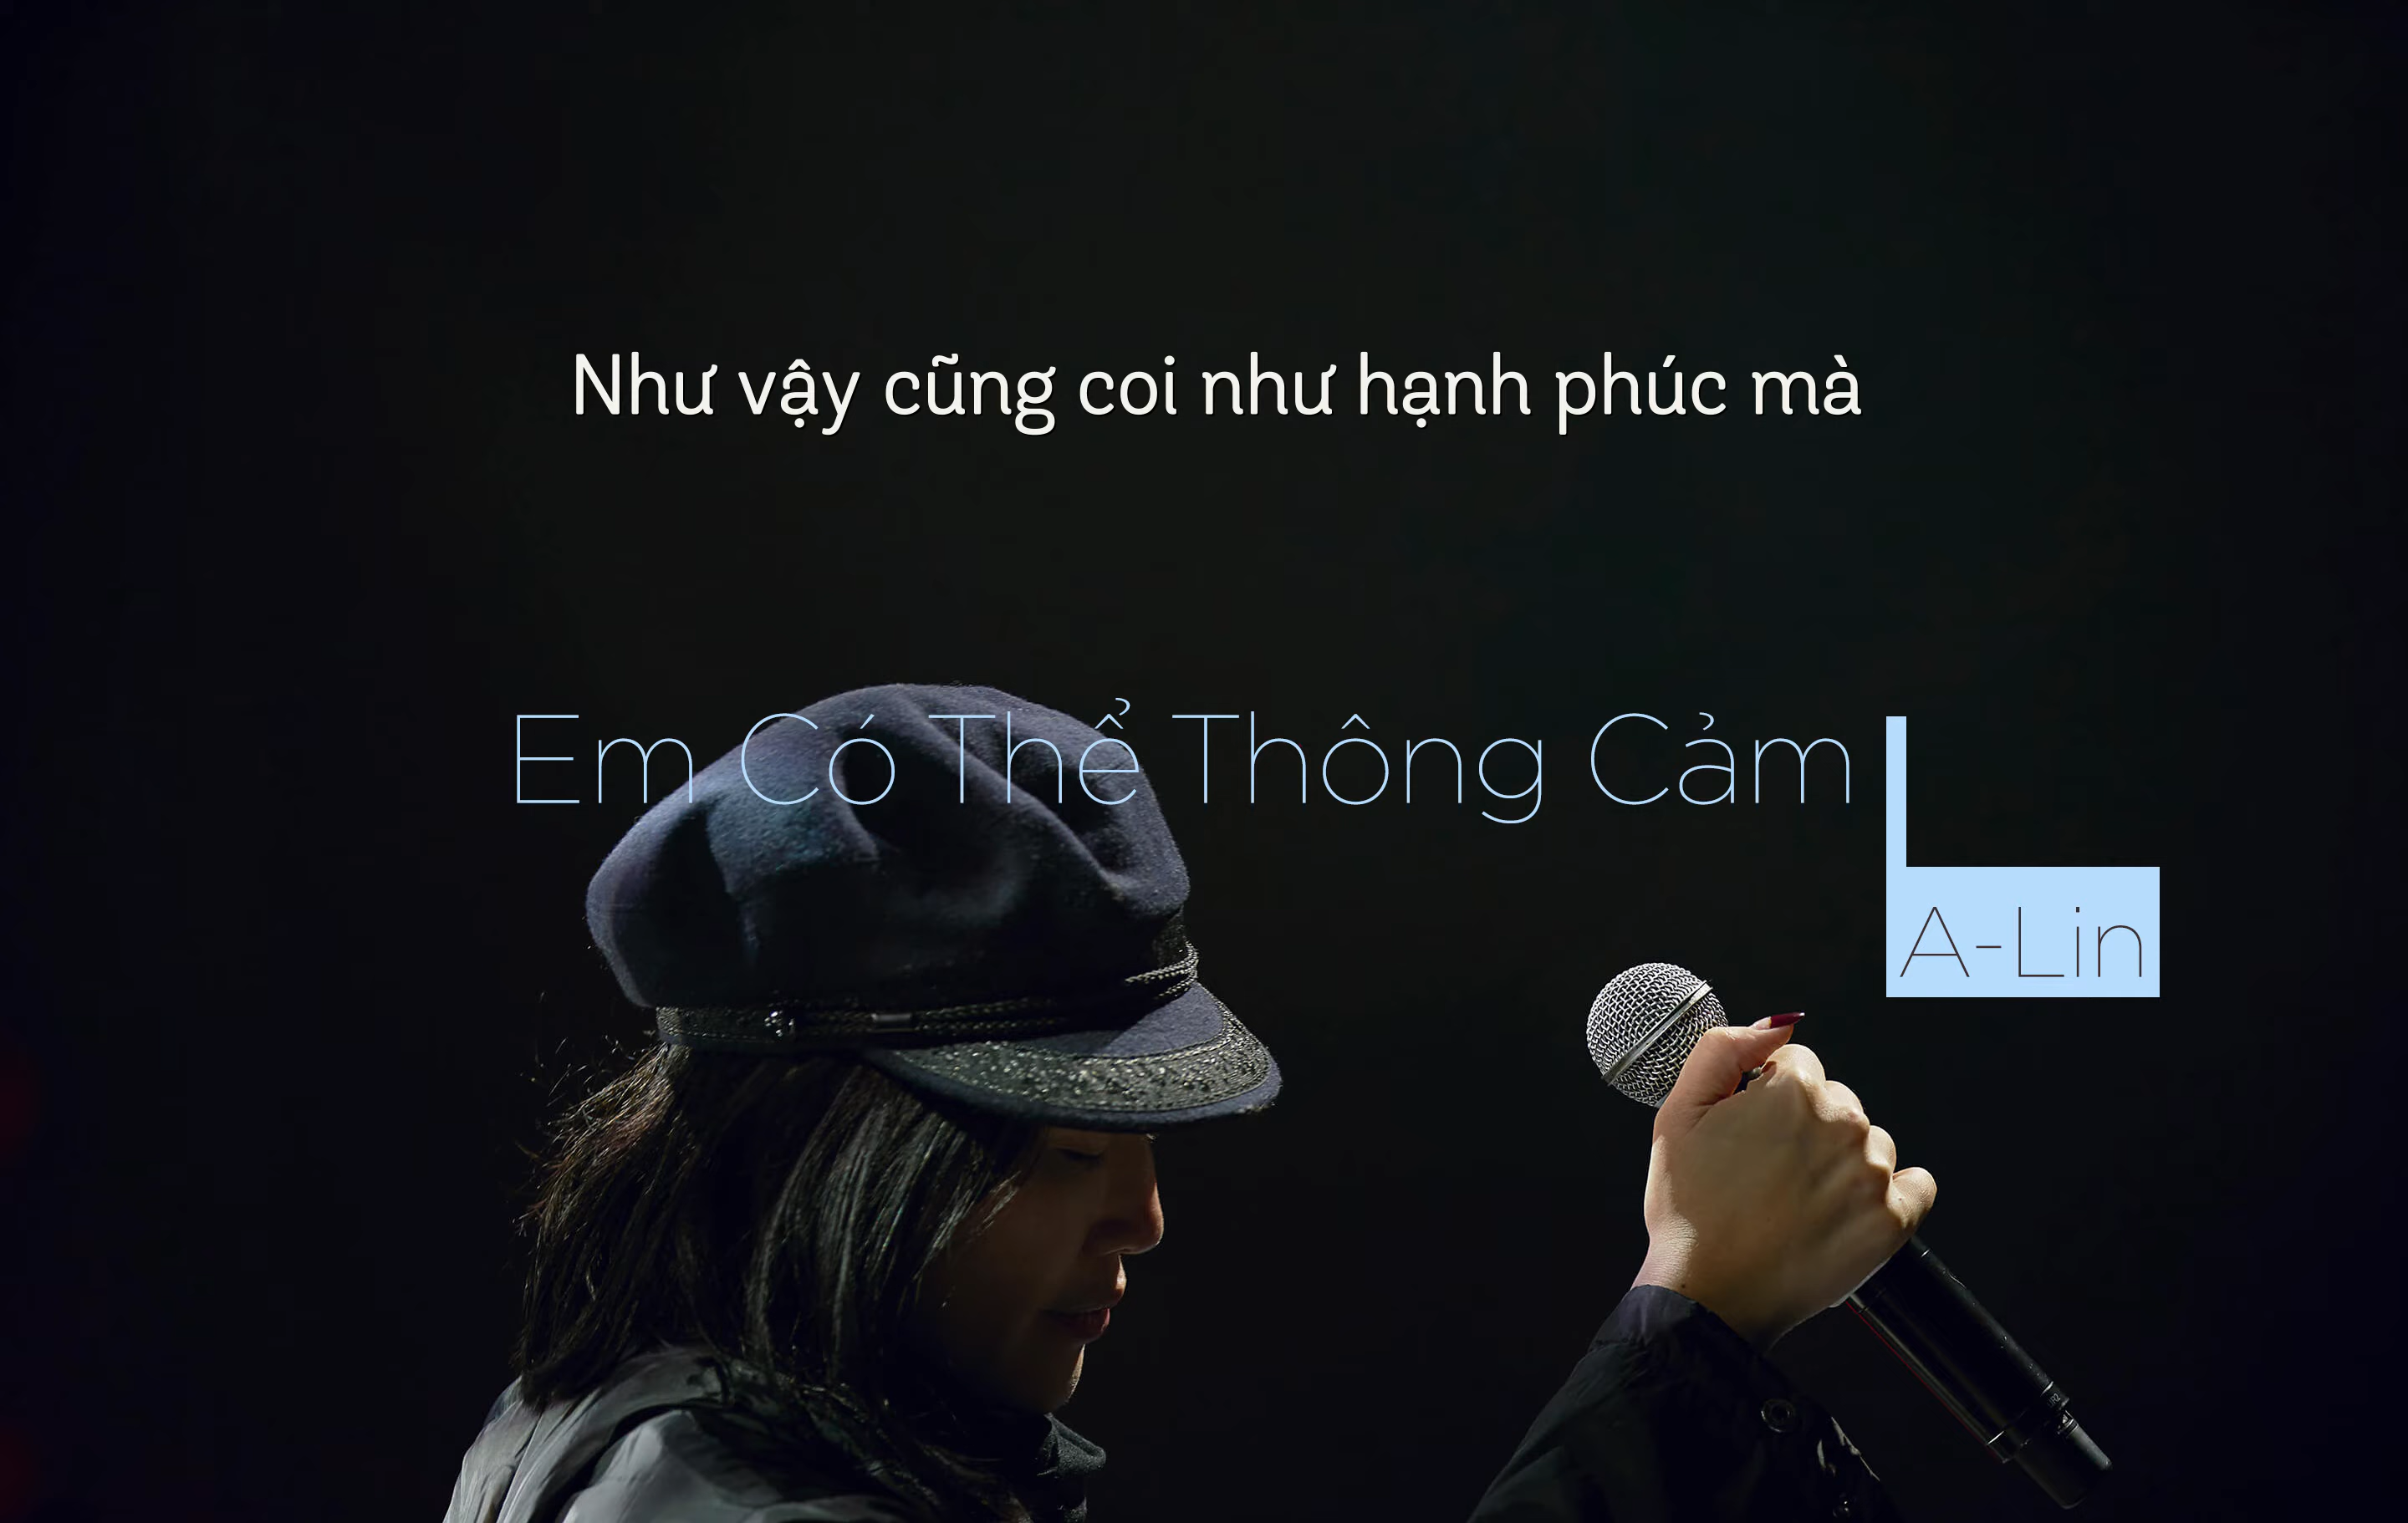 Như vậy cũng coi như hạnh phúc mà
Em Có Thể Thông Cảm
A-Lin